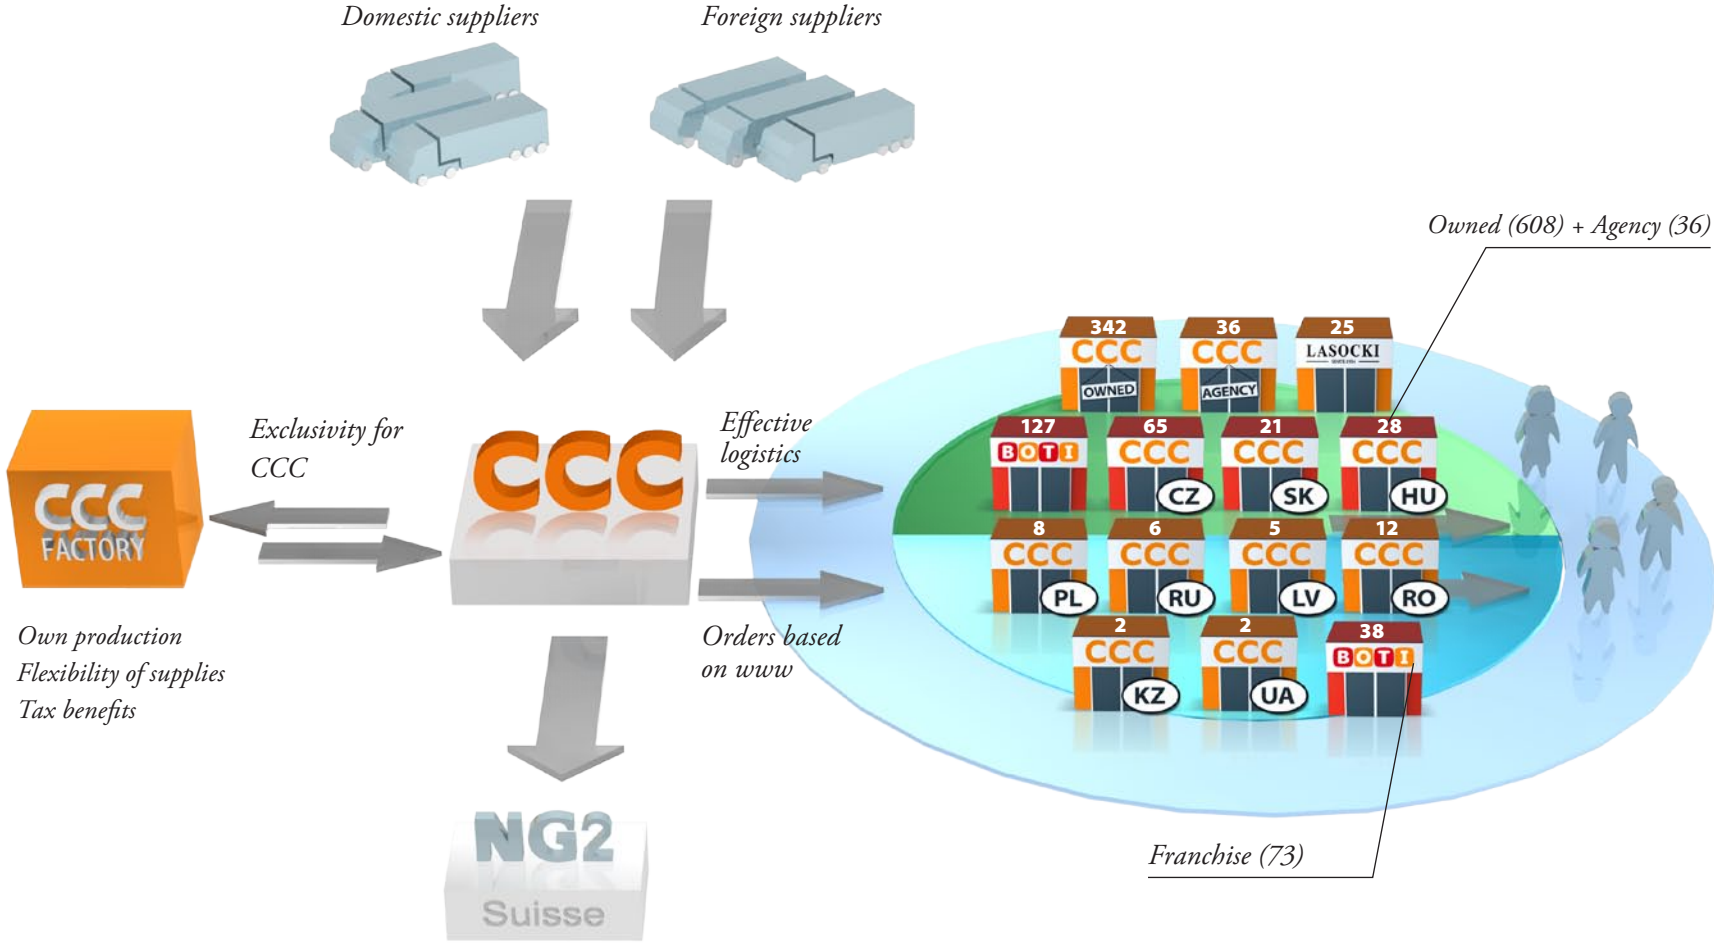 Domestic suppliers
Foreign suppliers
Owned (608) + Agency (36)
342
CCC
OWNED
36
CCC
AGENCY
25
LASOCKI
127
BOTI
65
CCC
CZ
21
CCC
SK
28
CCC
HU
8
CCC
PL
6
CCC
RU
5
CCC
LV
12
CCC
RO
2
CCC
KZ
2
CCC
UA
38
BOTI
Exclusivity for
CCC
Effective
logistics
CCC
FACTORY
CCC
Own production
Flexibility of supplies
Tax benefits
Orders based
on www
NG2
Suisse
Franchise (73)